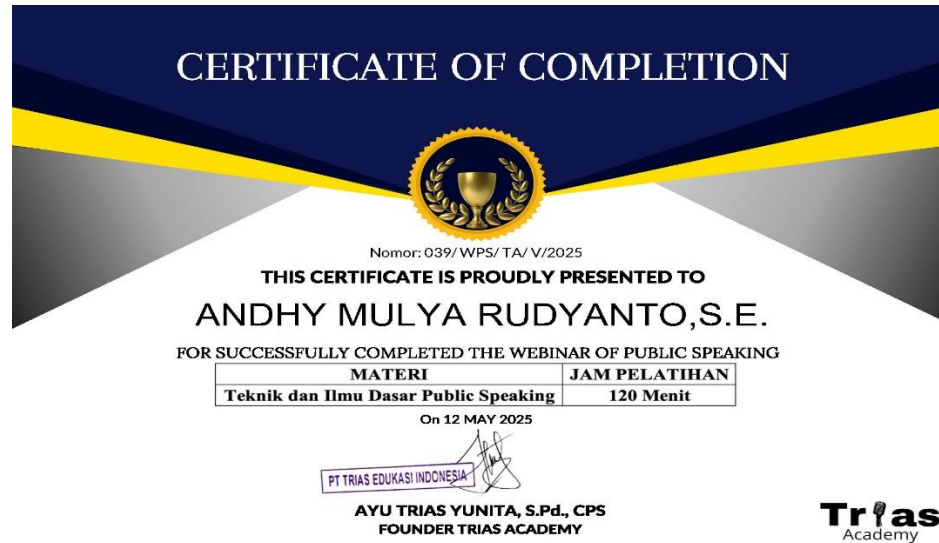 CERTIFICATE OF COMPLETION
Nomor: 039/ WPS/ TA/ V/2025
THIS CERTIFICATE IS PROUDLY PRESENTED TO
ANDHY MULYA RUDYANTO,S.E.
FOR SUCCESSFULLY COMPLETED THE WEBINAR OF PUBLIC SPEAKING
MATERI JAM PELATIHAN
Teknik dan Ilmu Dasar Public Speaking 120 Menit
On 12 MAY 2025
PT TRIAS EDUKASI INDONESIA
AYU TRIAS YUNITA, S.Pd., CPS
FOUNDER TRIAS ACADEMY
Trias
Academy